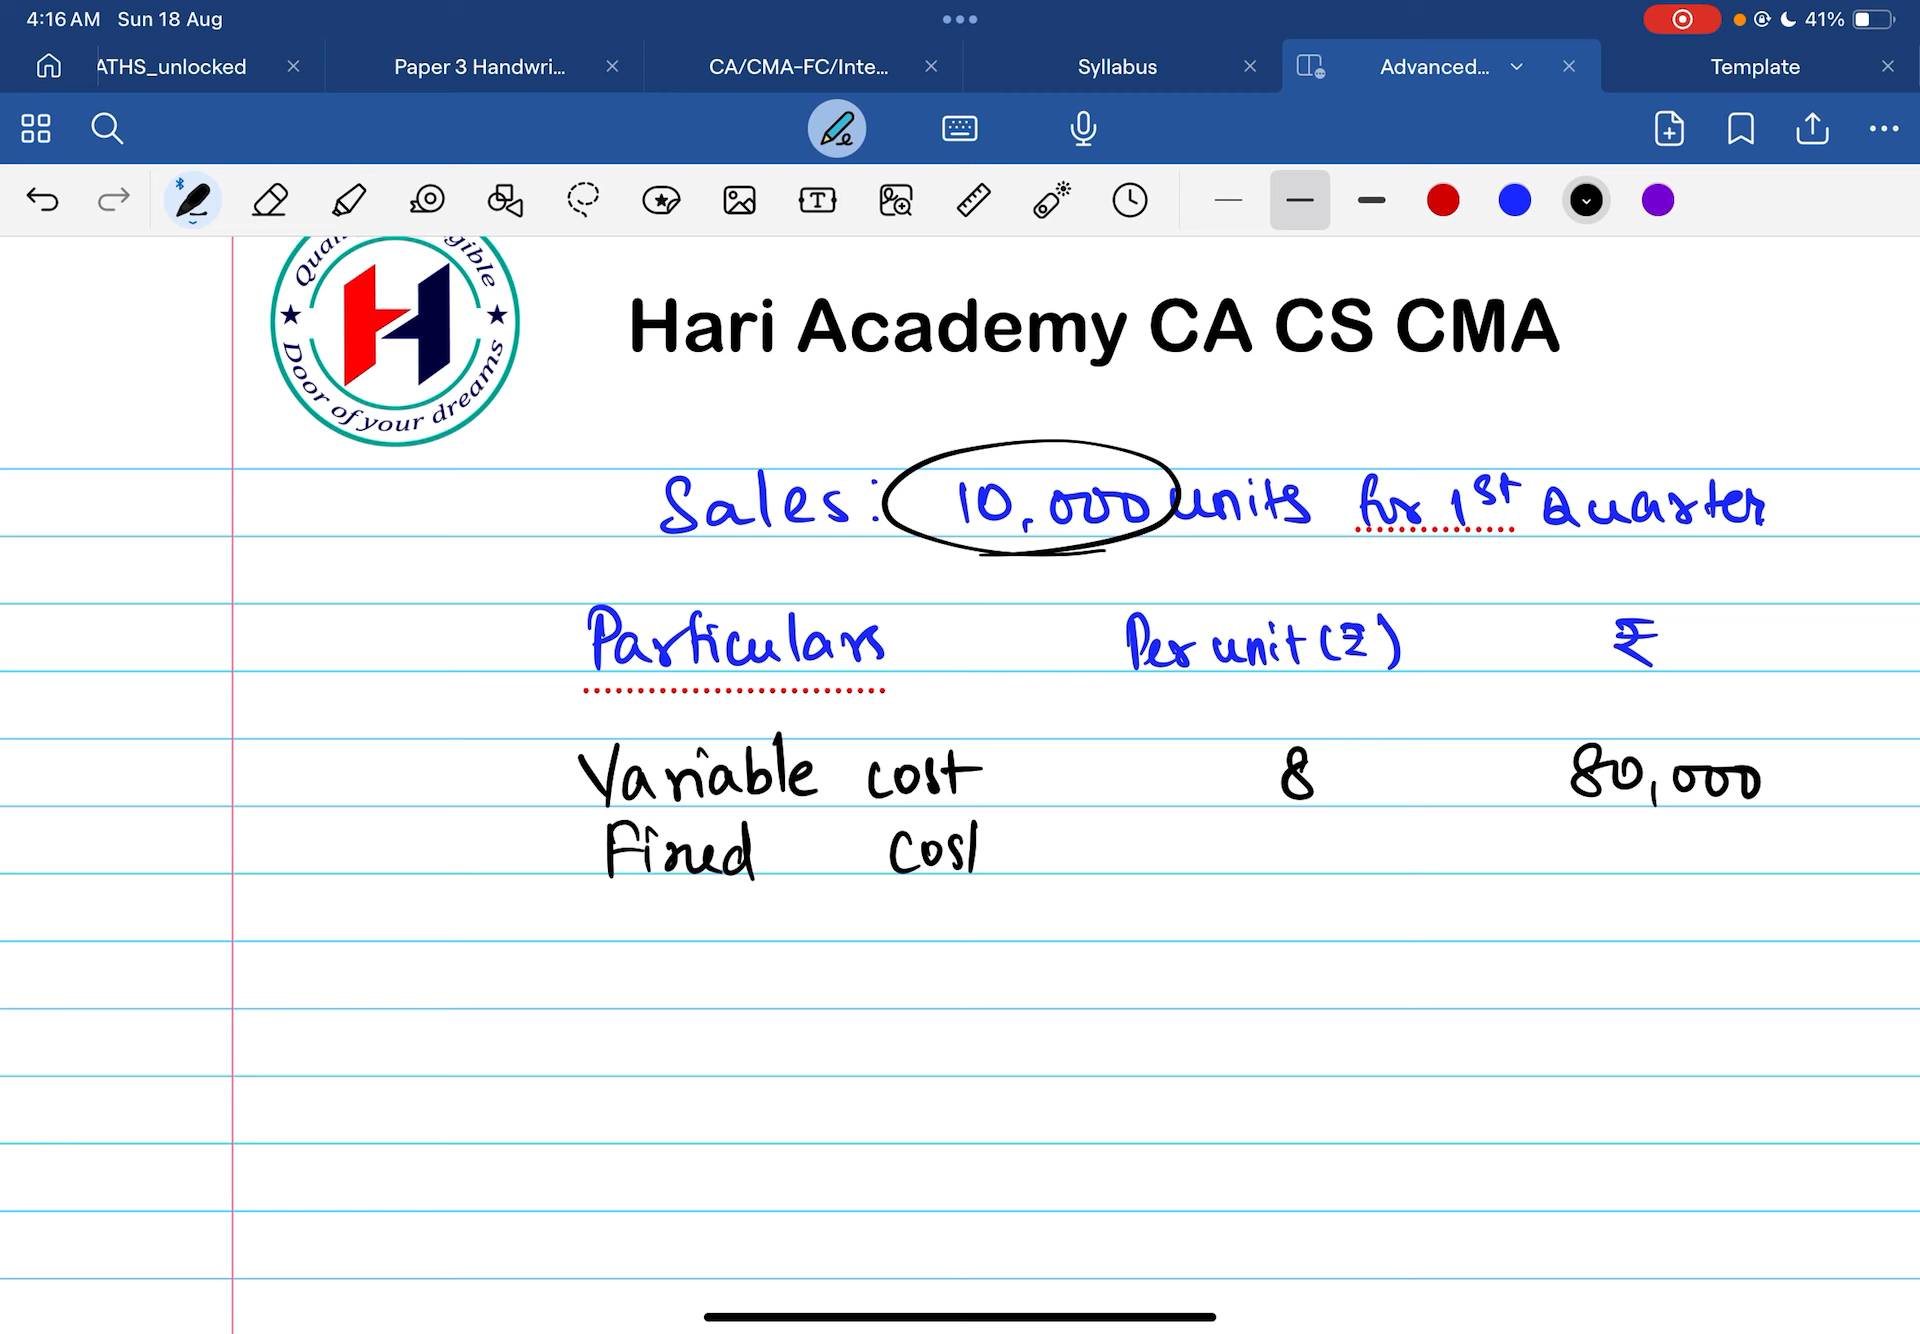 4:16 AM Sun 18 Aug
41%
ATHS_unlocked
Paper 3 Handwri...
CA/CMA-FC/Inte...
Syllabus
Advanced...
Template
Door of your dreams
Hari Academy CA CS CMA
Sales: 10,000 units for 1st Quarter
Particulars Per unit (₹) ₹
Variable cost 8 80,000
Fixed cost